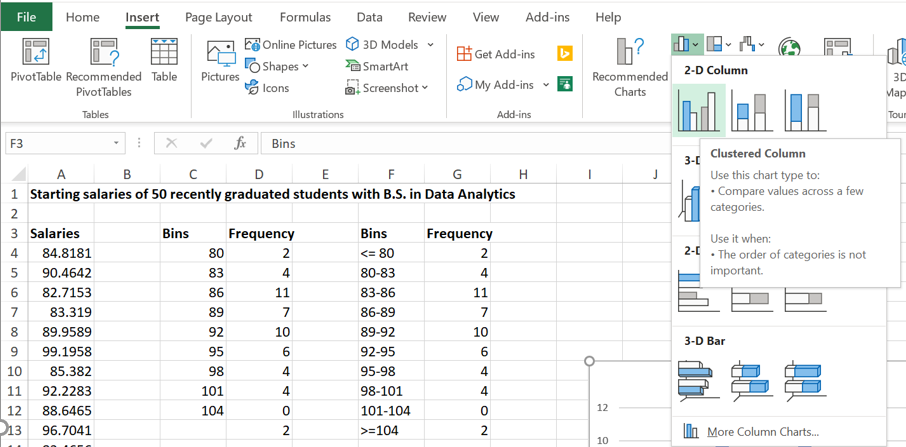 File Home Insert Page Layout Formulas Data Review View Add-ins Help
PivotTable Recommended PivotTables Table
Tables
Pictures Online Pictures Shapes Icons 3D Models SmartArt Screenshot
Illustrations
Get Add-ins My Add-ins
Add-ins
Recommended Charts
3D
Map
Tour
F3 fx Bins
A B C D E F G H I J
1 Starting salaries of 50 recently graduated students with B.S. in Data Analytics
2
3 Salaries Bins Frequency Bins Frequency
4 84.8181 80 2 <= 80 2
5 90.4642 83 4 80-83 4
6 82.7153 86 11 83-86 11
7 83.319 89 7 86-89 7
8 89.9589 92 10 89-92 10
9 99.1958 95 6 92-95 6
10 85.382 98 4 95-98 4
11 92.2283 101 4 98-101 4
12 88.6465 104 0 101-104 0
13 96.7041 2 >=104 2
12
10
2-D Column
3-D
2-D
Clustered Column
Use this chart type to:
• Compare values across a few
categories.
Use it when:
• The order of categories is not
important.
3-D Bar
More Column Charts...